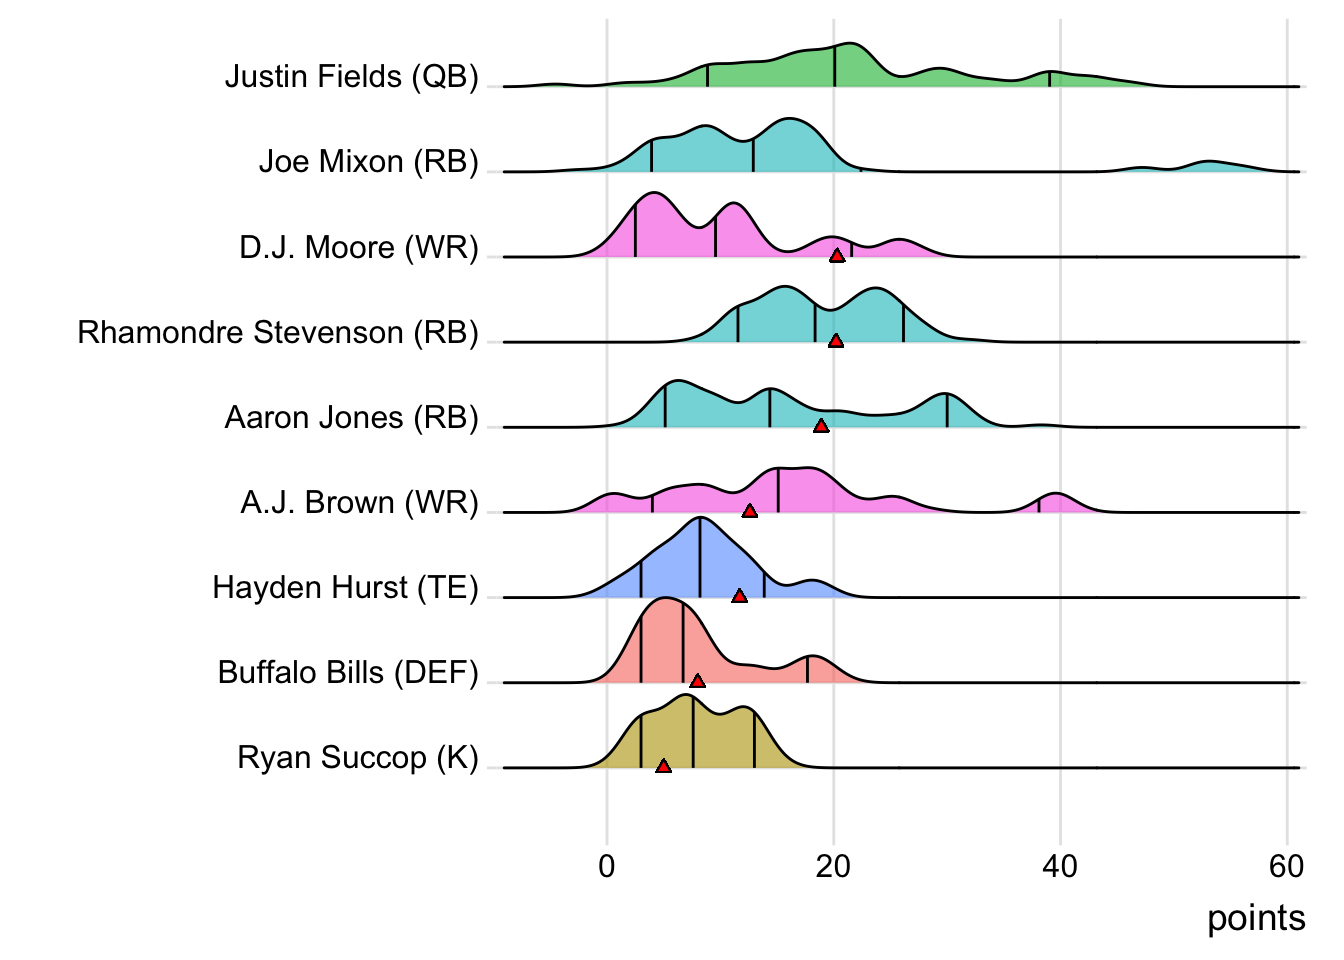 Justin Fields (QB)
Joe Mixon (RB)
D.J. Moore (WR)
Rhamondre Stevenson (RB)
Aaron Jones (RB)
A.J. Brown (WR)
Hayden Hurst (TE)
Buffalo Bills (DEF)
Ryan Succop (K)
0 20 40 60
points